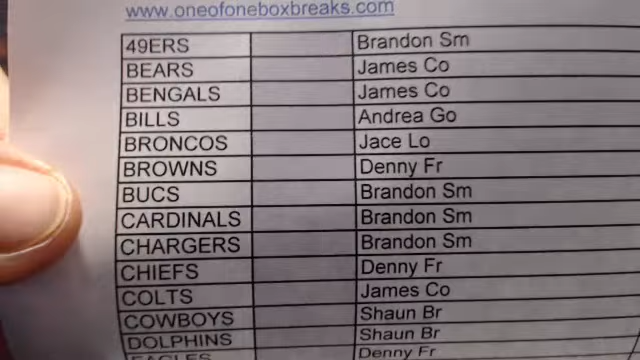 www.oneofoneboxbreaks.com
49ERS Brandon Sm
BEARS James Co
BENGALS James Co
BILLS Andrea Go
BRONCOS Jace Lo
BROWNS Denny Fr
BUCS Brandon Sm
CARDINALS Brandon Sm
CHARGERS Brandon Sm
CHIEFS Denny Fr
COLTS James Co
COWBOYS Shaun Br
DOLPHINS Shaun Br
EAGLES Denny Fr